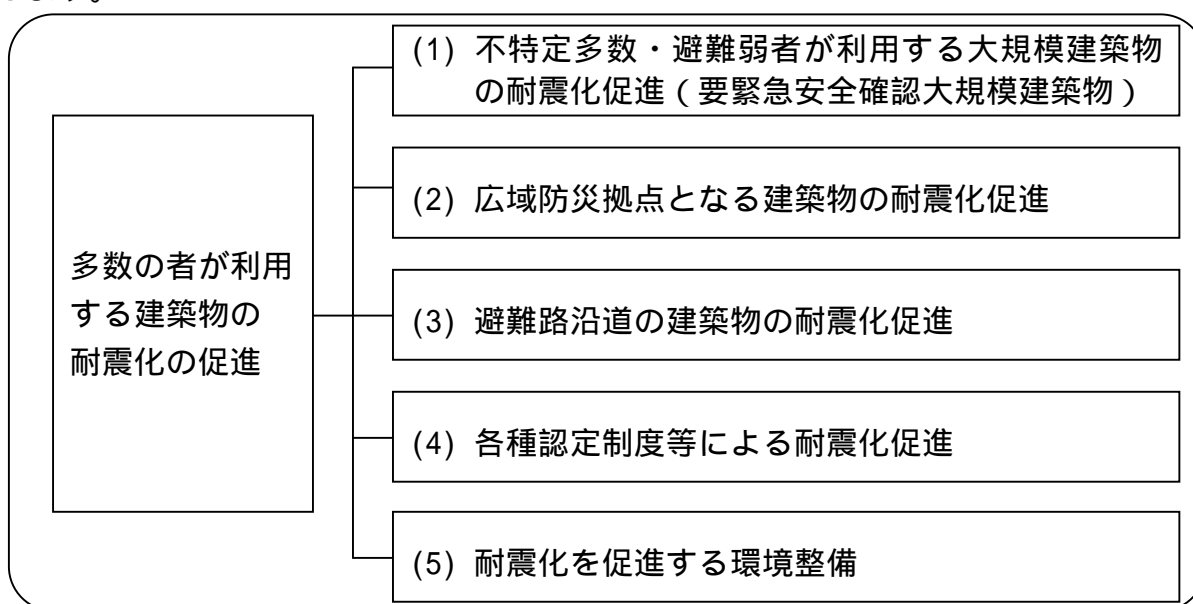 多数の者が利用
する建築物の
耐震化の促進
(1) 不特定多数・避難弱者が利用する大規模建築物
の耐震化促進（要緊急安全確認大規模建築物）
(2) 広域防災拠点となる建築物の耐震化促進
(3) 避難路沿道の建築物の耐震化促進
(4) 各種認定制度等による耐震化促進
(5) 耐震化を促進する環境整備